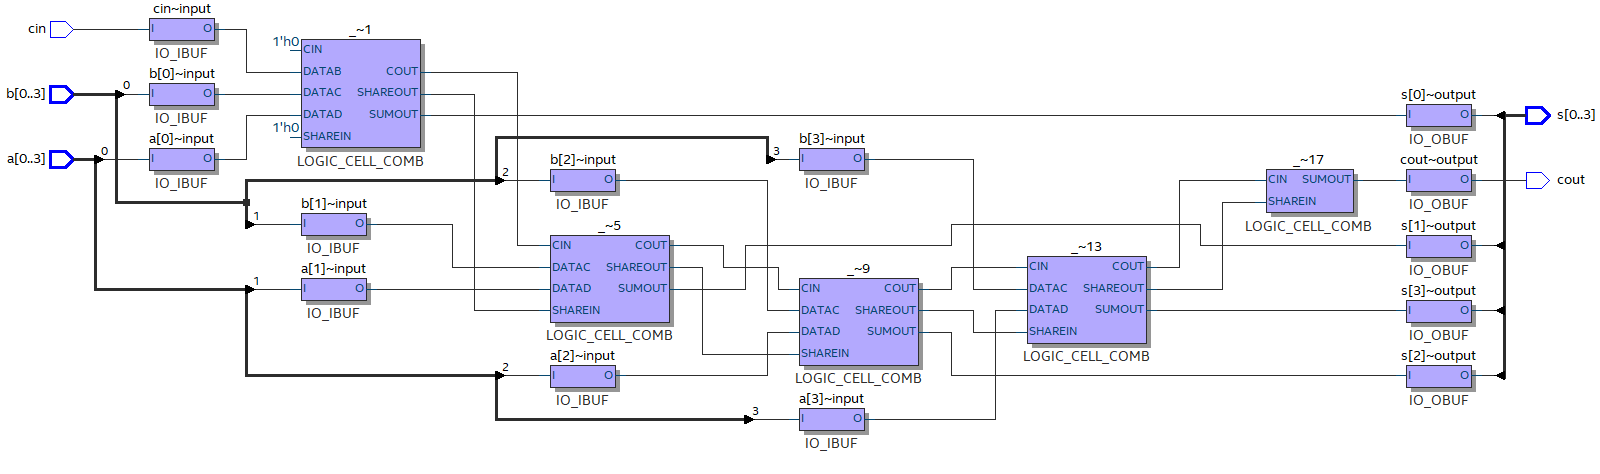 cin
cin~input
I O
IO_IBUF
b[0..3]
0
b[0]~input
I O
IO_IBUF
a[0..3]
0
a[0]~input
I O
IO_IBUF
_~1
1'h0
CIN
DATAB COUT
DATAC SHAREOUT
DATAD SUMOUT
1'h0
SHAREIN
LOGIC_CELL_COMB
1
b[1]~input
I O
IO_IBUF
1
a[1]~input
I O
IO_IBUF
2
b[2]~input
I O
IO_IBUF
_~5
CIN COUT
DATAC SHAREOUT
DATAD SUMOUT
SHAREIN
LOGIC_CELL_COMB
2
a[2]~input
I O
IO_IBUF
3
b[3]~input
I O
IO_IBUF
_~9
CIN COUT
DATAC SHAREOUT
DATAD SUMOUT
SHAREIN
LOGIC_CELL_COMB
3
a[3]~input
I O
IO_IBUF
_~13
CIN COUT
DATAC SHAREOUT
DATAD SUMOUT
SHAREIN
LOGIC_CELL_COMB
_~17
CIN SUMOUT
SHAREIN
LOGIC_CELL_COMB
s[0]~output
I O
IO_OBUF
s[0..3]
cout~output
I O
IO_OBUF
cout
s[1]~output
I O
IO_OBUF
s[3]~output
I O
IO_OBUF
s[2]~output
I O
IO_OBUF